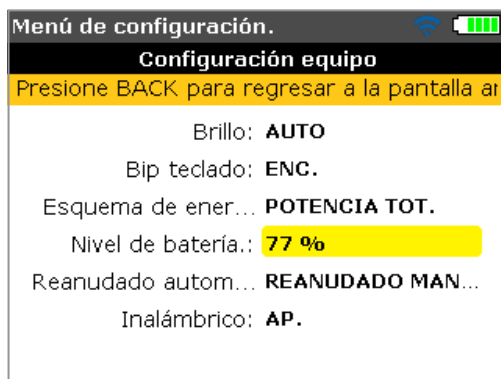 Menú de configuración.
Configuración equipo
Presione BACK para regresar a la pantalla an
Brillo: AUTO
Bip teclado: ENC.
Esquema de ener... POTENCIA TOT.
Nivel de batería.: 77 %
Reanudado autom... REANUDADO MAN...
Inalámbrico: AP.